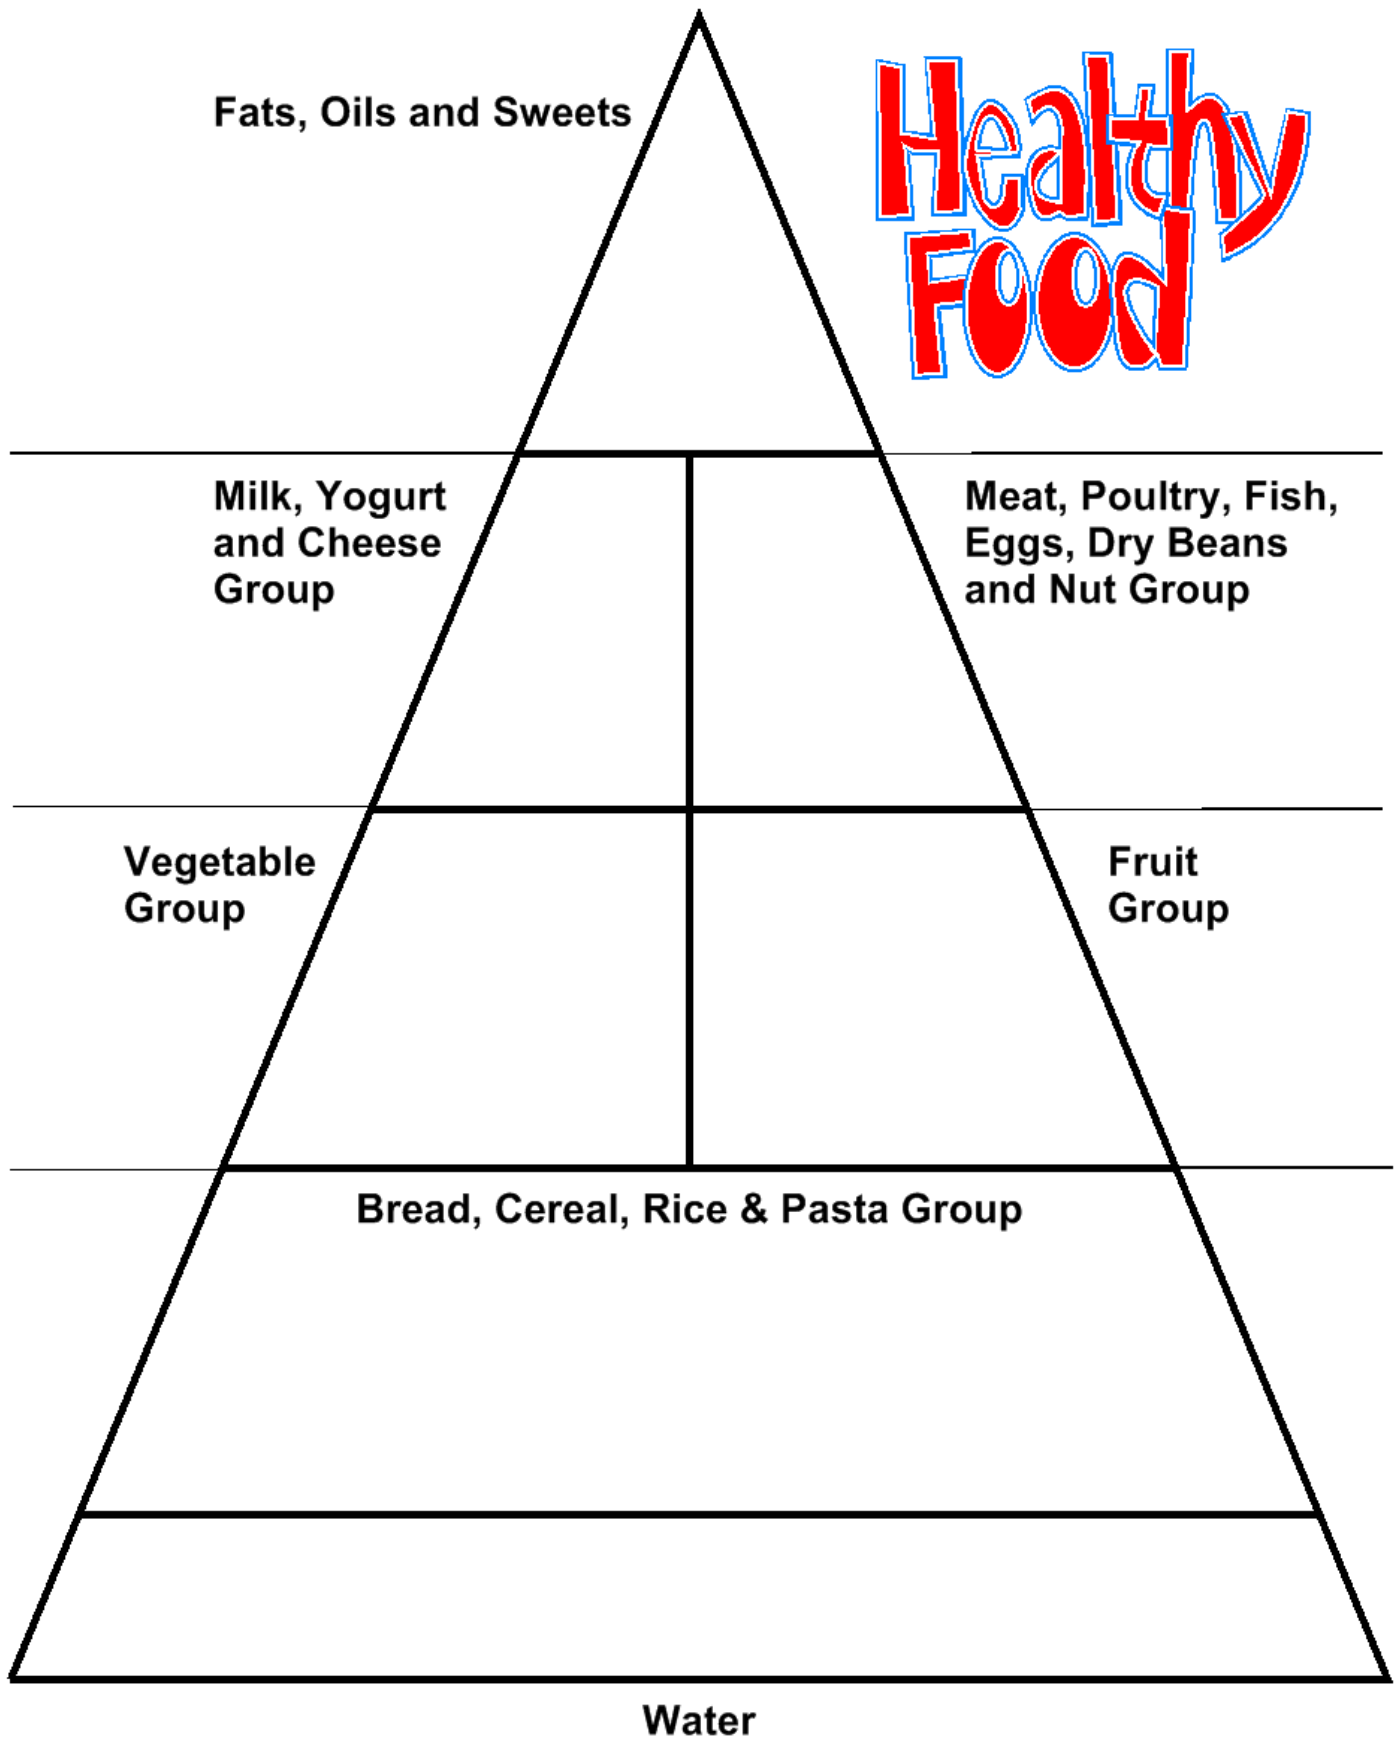 Fats, Oils and Sweets
Healthy
Food
Milk, Yogurt
and Cheese
Group
Meat, Poultry, Fish,
Eggs, Dry Beans
and Nut Group
Vegetable
Group
Fruit
Group
Bread, Cereal, Rice & Pasta Group
Water